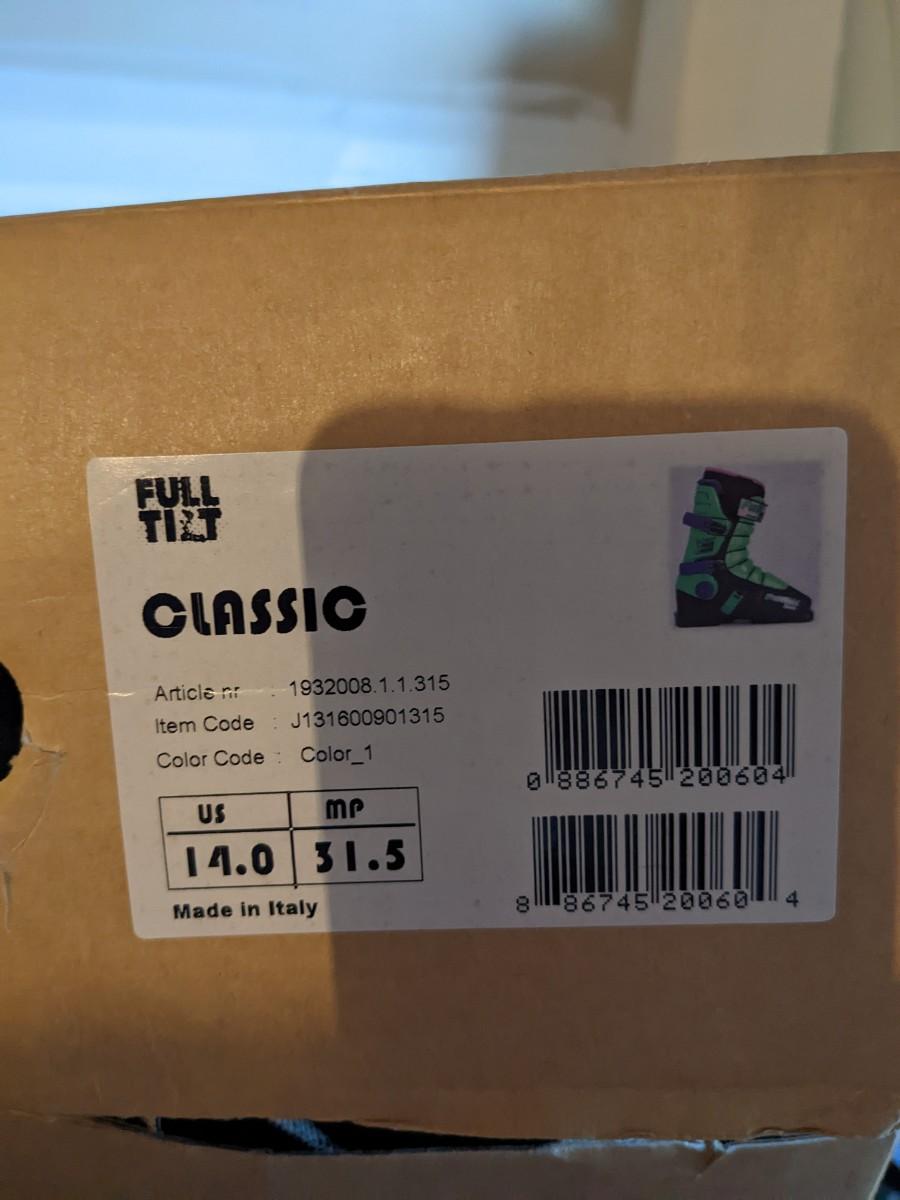 FULL
TILT
CLASSIC
Article nr : 1932008.1.1.315
Item Code : J131600901315
Color Code : Color_1
US MP
14.0 31.5
Made in Italy
0 886745 200604
8 86745 20060 4